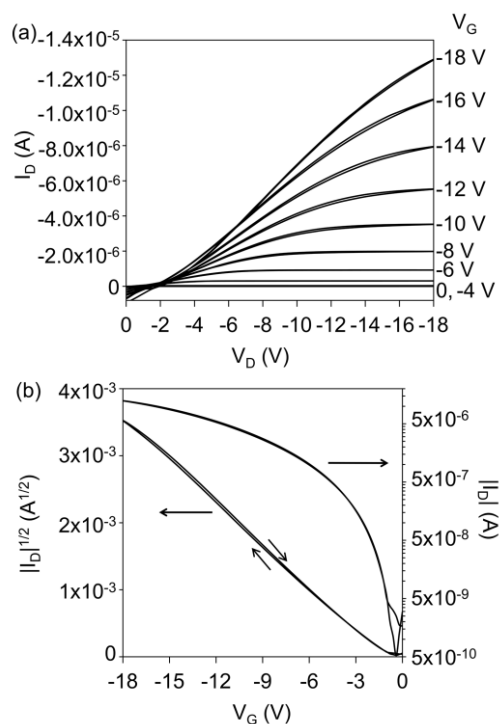 (a)
V_G
-1.4x10^-5
-1.2x10^-5
-1.0x10^-5
-8.0x10^-6
-6.0x10^-6
-4.0x10^-6
-2.0x10^-6
0
I_D (A)
-18 V
-16 V
-14 V
-12 V
-10 V
-8 V
-6 V
0, -4 V
0 -2 -4 -6 -8 -10 -12 -14 -16 -18
V_D (V)
(b)
4x10^-3
3x10^-3
2x10^-3
1x10^-3
0
|I_D|^1/2 (A^1/2)
5x10^-6
5x10^-7
5x10^-8
5x10^-9
5x10^-10
|I_D| (A)
-18 -15 -12 -9 -6 -3 0
V_G (V)